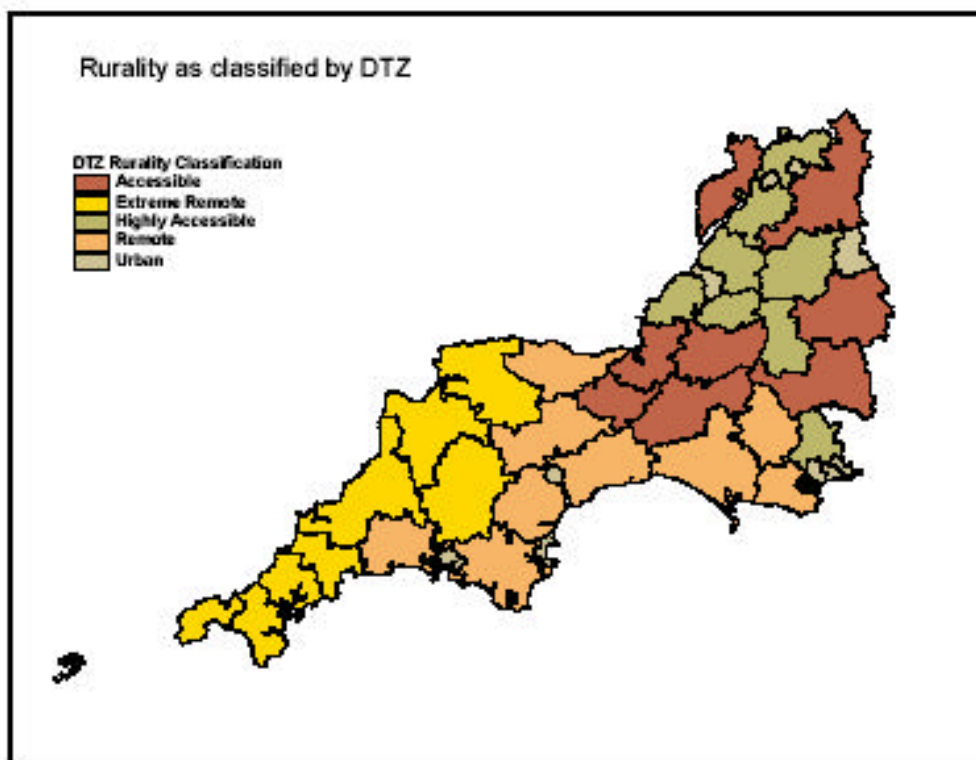 Rurality as classified by DTZ
DTZ Rurality Classification
Accessible
Extreme Remote
Highly Accessible
Remote
Urban